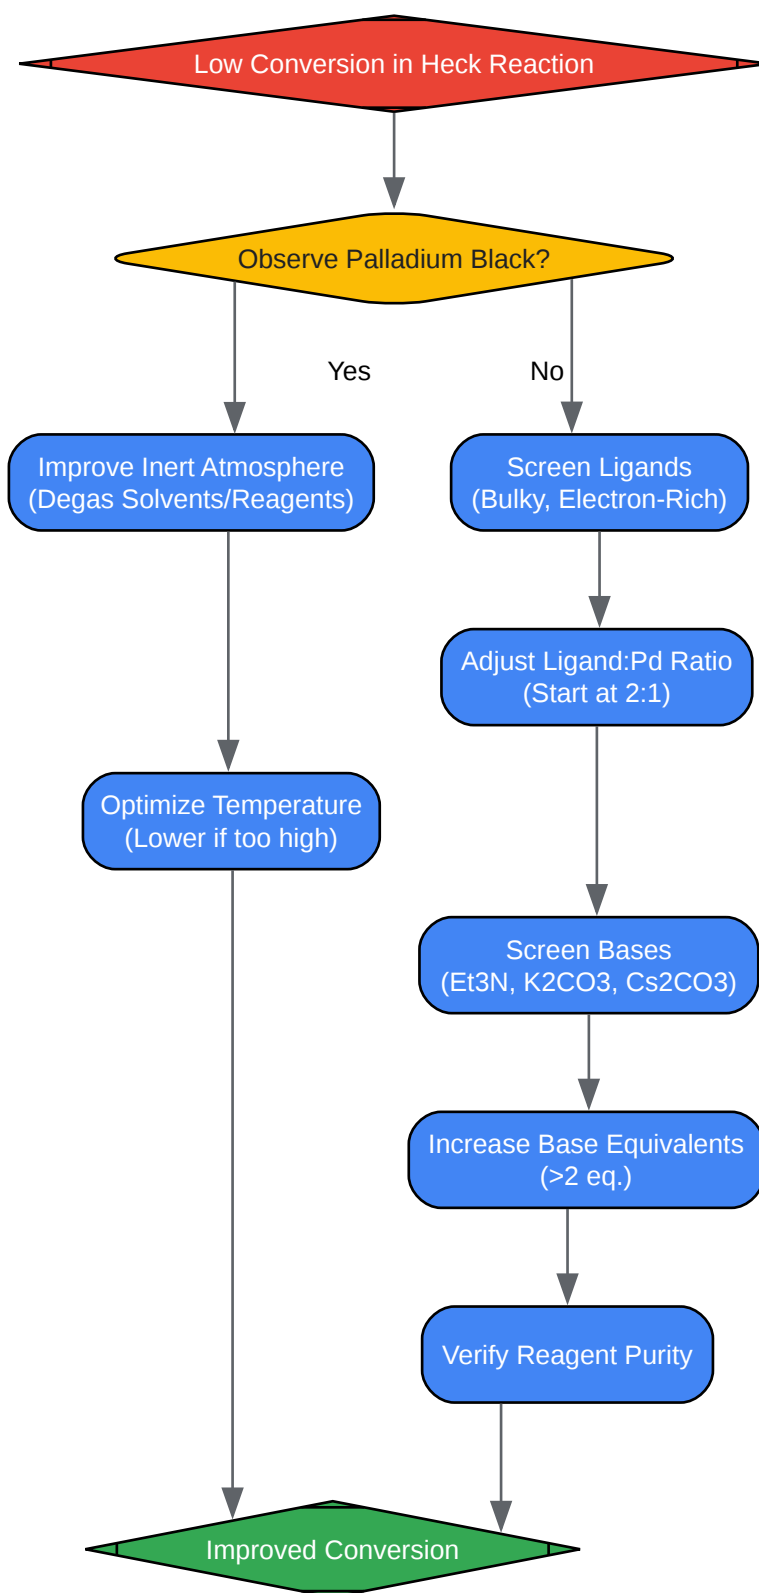 Low Conversion in Heck Reaction
Observe Palladium Black?
Yes
No
Improve Inert Atmosphere
(Degas Solvents/Reagents)
Screen Ligands
(Bulky, Electron-Rich)
Adjust Ligand:Pd Ratio
(Start at 2:1)
Optimize Temperature
(Lower if too high)
Screen Bases
(Et3N, K2CO3, Cs2CO3)
Increase Base Equivalents
(>2 eq.)
Verify Reagent Purity
Improved Conversion